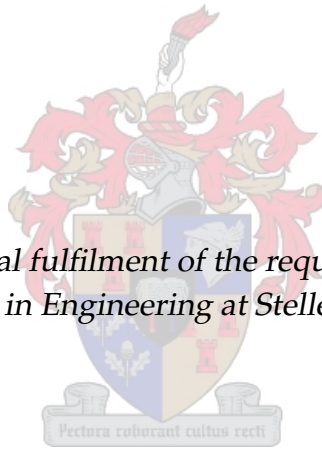 al fulfilment of the requ
in Engineering at Stelle
Pectora roborant cultus recti